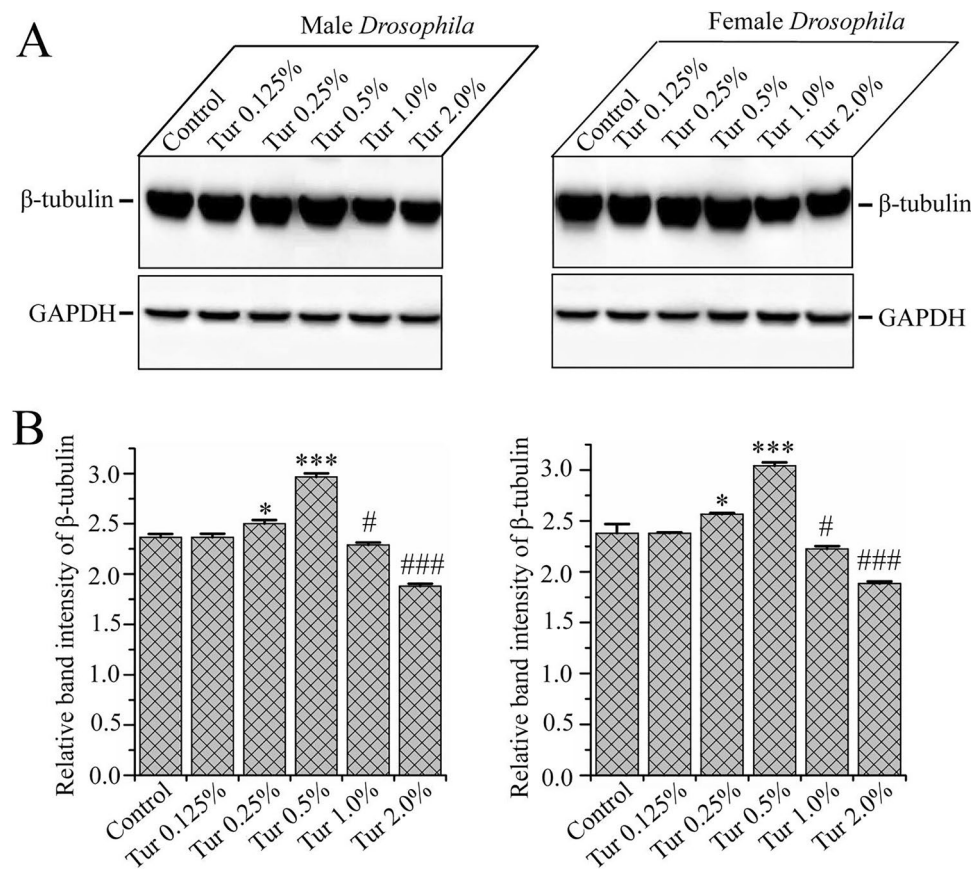 A
Male Drosophila
Female Drosophila
Control
Tur 0.125%
Tur 0.25%
Tur 0.5%
Tur 1.0%
Tur 2.0%
Control
Tur 0.125%
Tur 0.25%
Tur 0.5%
Tur 1.0%
Tur 2.0%
β-tubulin
β-tubulin
GAPDH
GAPDH
B
Relative band intensity of β-tubulin
3.0
2.5
2.0
1.5
1.0
0.5
0.0
*
***
#
###
Control
Tur 0.125%
Tur 0.25%
Tur 0.5%
Tur 1.0%
Tur 2.0%
Relative band intensity of β-tubulin
3.0
2.5
2.0
1.5
1.0
0.5
0.0
*
***
#
###
Control
Tur 0.125%
Tur 0.25%
Tur 0.5%
Tur 1.0%
Tur 2.0%